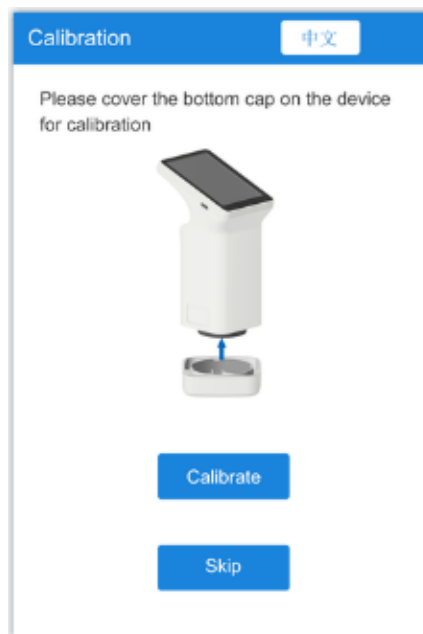 Calibration
中文
Please cover the bottom cap on the device
for calibration
Calibrate
Skip